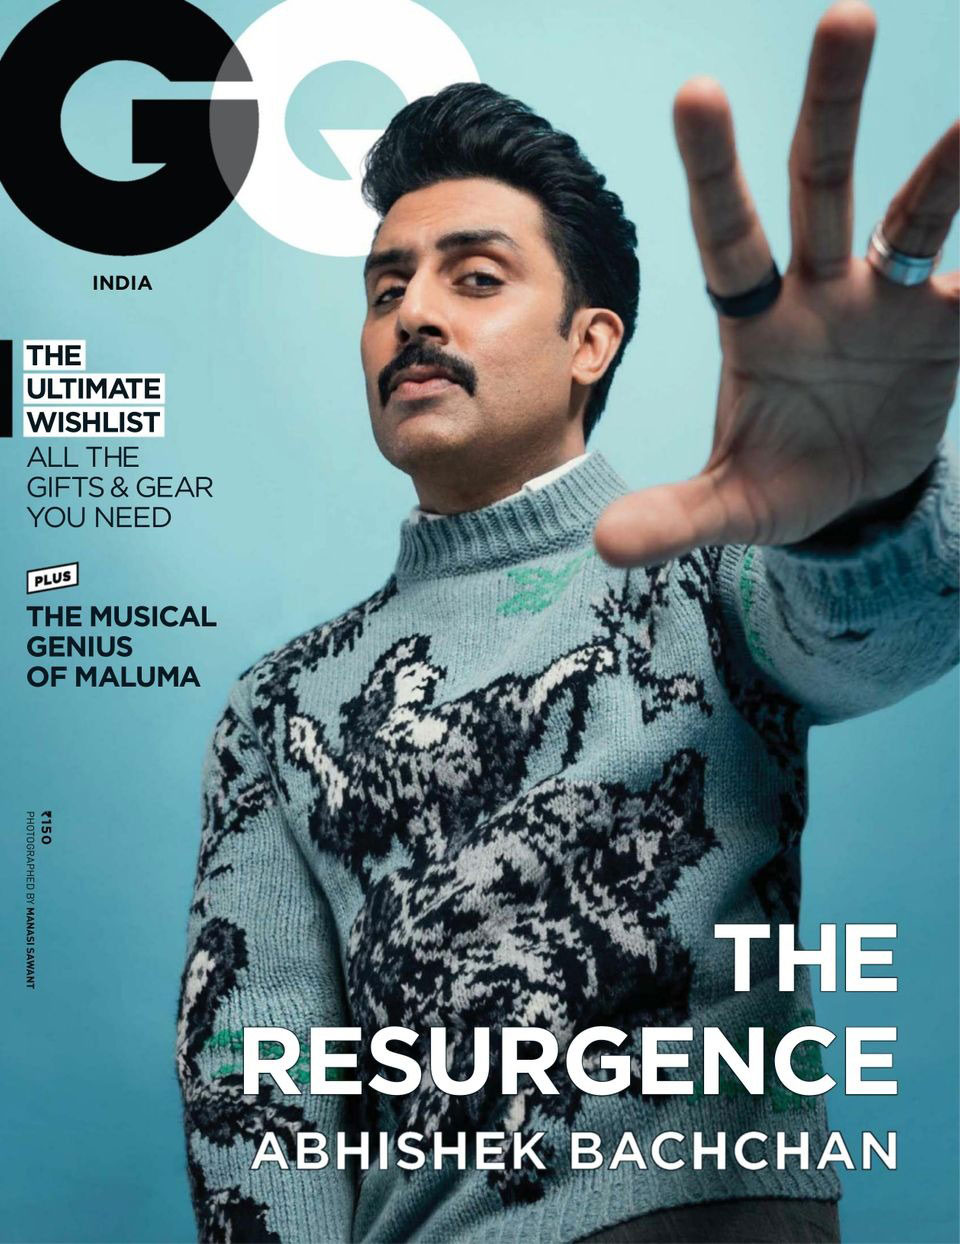 GQ
INDIA
THE
ULTIMATE
WISHLIST
ALL THE
GIFTS & GEAR
YOU NEED
PLUS
THE MUSICAL
GENIUS
OF MALUMA
₹150
PHOTOGRAPHED BY MANASI SAWANT
THE
RESURGENCE
ABHISHEK BACHCHAN